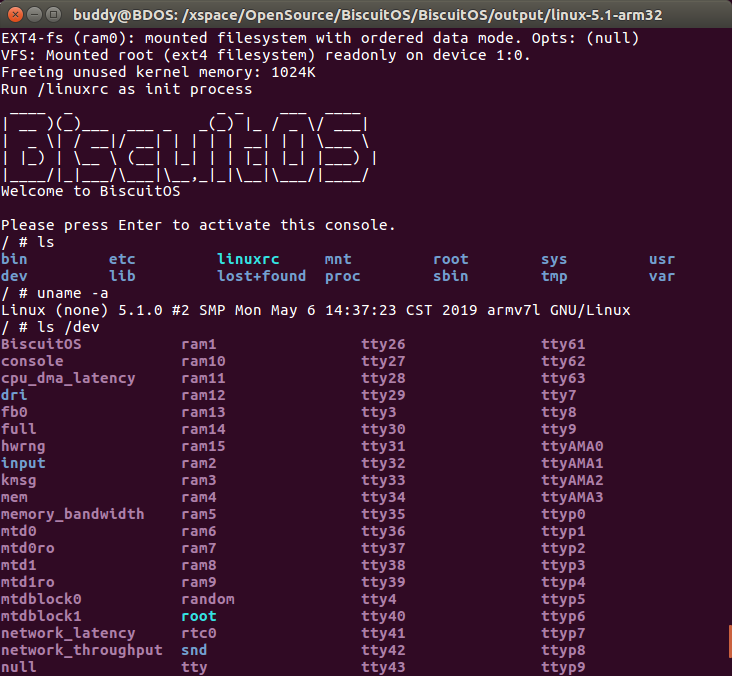 buddy@BDOS: /xspace/OpenSource/BiscuitOS/BiscuitOS/output/linux-5.1-arm32
EXT4-fs (ram0): mounted filesystem with ordered data mode. Opts: (null)
VFS: Mounted root (ext4 filesystem) readonly on device 1:0.
Freeing unused kernel memory: 1024K
Run /linuxrc as init process
BiscuitOS
Welcome to BiscuitOS
Please press Enter to activate this console.
/ # ls
bin etc linuxrc mnt root sys usr
dev lib lost+found proc sbin tmp var
/ # uname -a
Linux (none) 5.1.0 #2 SMP Mon May 6 14:37:23 CST 2019 armv7l GNU/Linux
/ # ls /dev
BiscuitOS ram1 tty26 tty61
console ram10 tty27 tty62
cpu_dma_latency ram11 tty28 tty63
dri ram12 tty29 tty7
fb0 ram13 tty3 tty8
full ram14 tty30 tty9
hwrng ram15 tty31 ttyAMA0
input ram2 tty32 ttyAMA1
kmsg ram3 tty33 ttyAMA2
mem ram4 tty34 ttyAMA3
memory_bandwidth ram5 tty35 ttyp0
mtd0 ram6 tty36 ttyp1
mtd0ro ram7 tty37 ttyp2
mtd1 ram8 tty38 ttyp3
mtd1ro ram9 tty39 ttyp4
mtdblock0 random tty4 ttyp5
mtdblock1 root tty40 ttyp6
network_latency rtc0 tty41 ttyp7
network_throughput snd tty42 ttyp8
null tty tty43 ttyp9